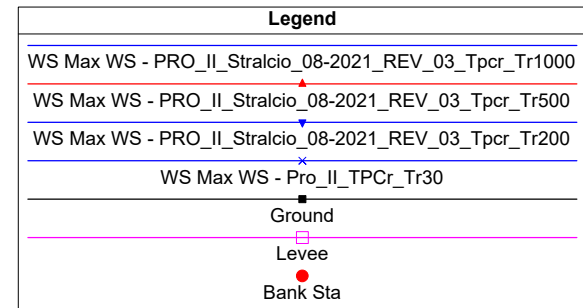 Legend
WS Max WS - PRO_II_Stralcio_08-2021_REV_03_Tpcr_Tr1000
WS Max WS - PRO_II_Stralcio_08-2021_REV_03_Tpcr_Tr500
WS Max WS - PRO_II_Stralcio_08-2021_REV_03_Tpcr_Tr200
WS Max WS - Pro_II_TPCr_Tr30
Ground
Levee
Bank Sta